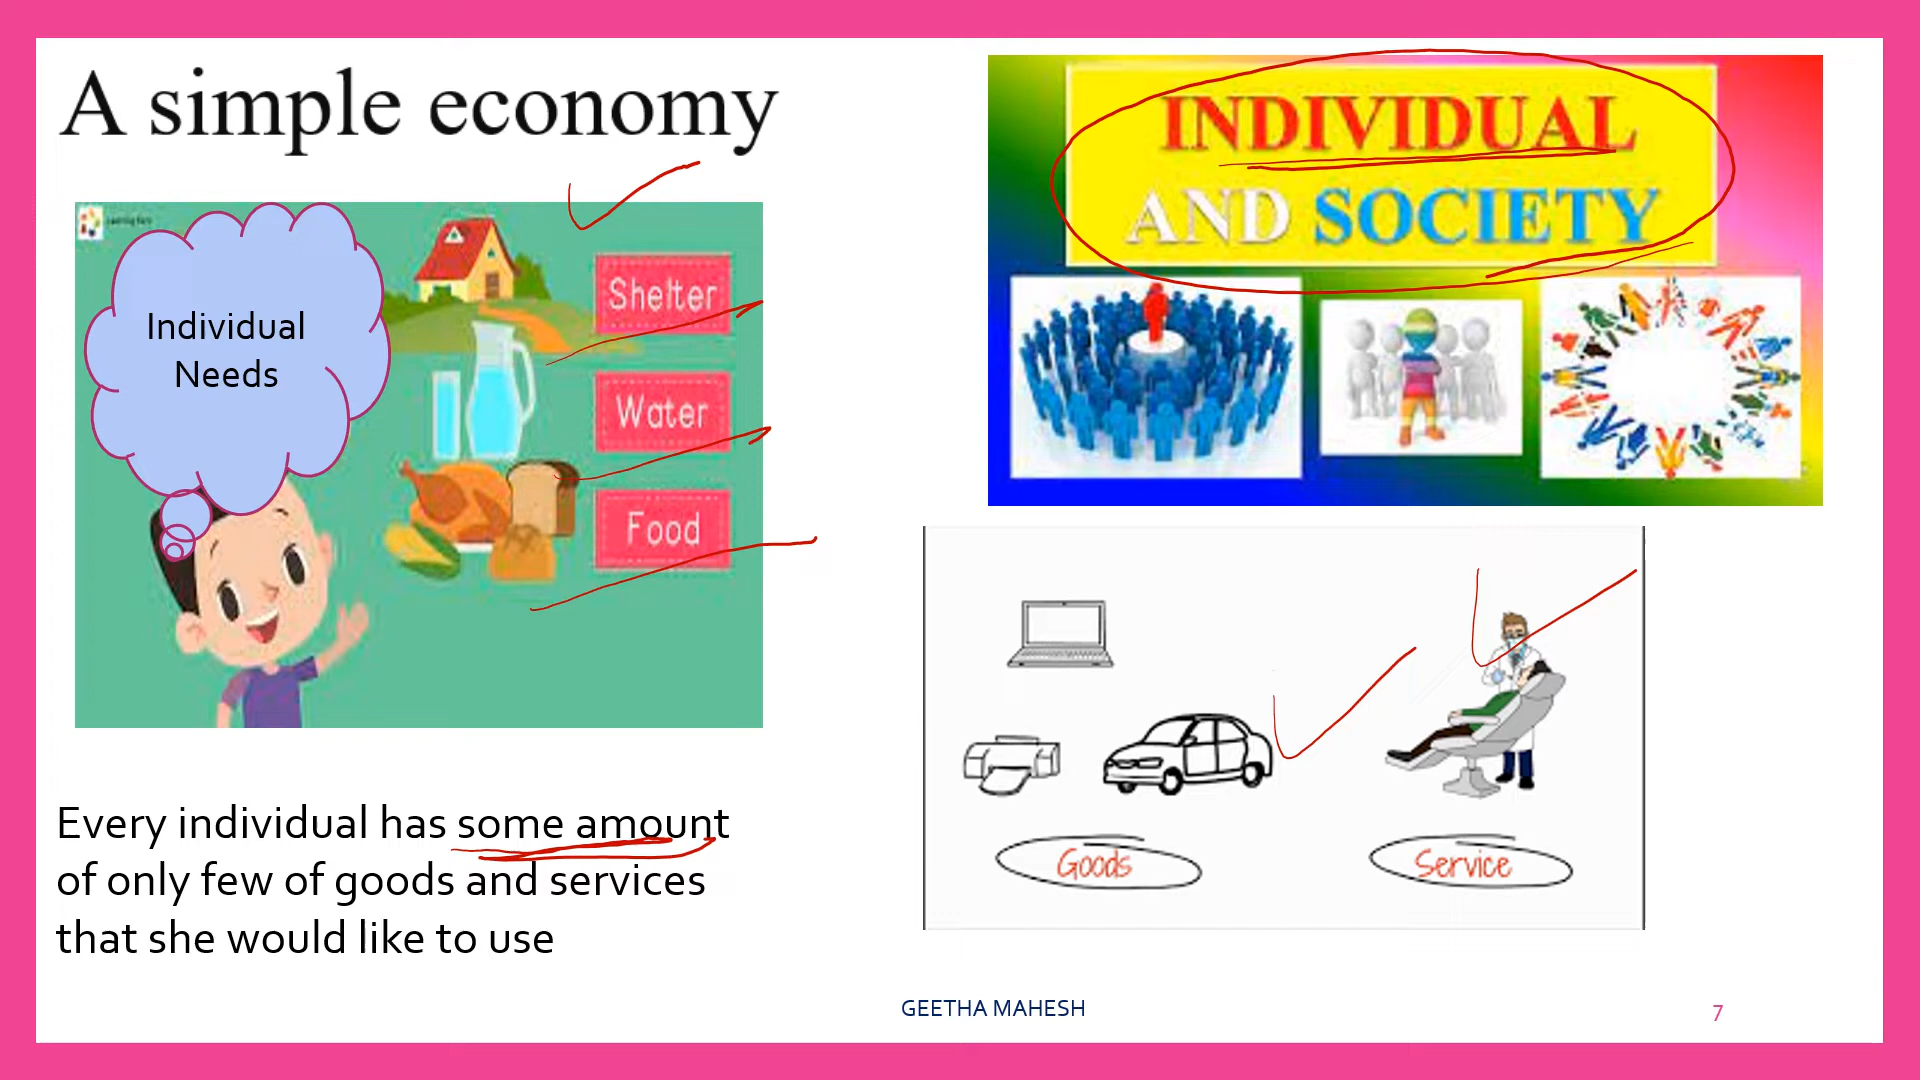 A simple economy
Individual
Needs
Shelter
Water
Food
Every individual has some amount
of only few of goods and services
that she would like to use
INDIVIDUAL
AND SOCIETY
Goods
Service
GEETHA MAHESH
7